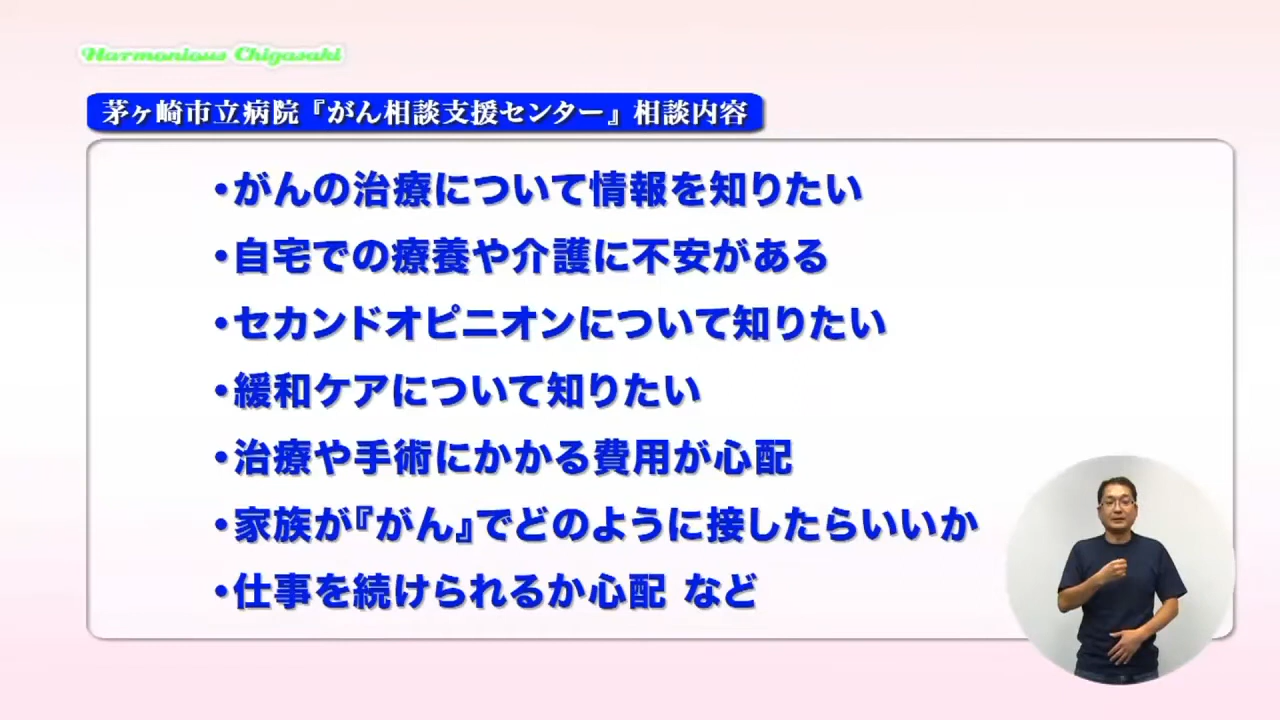 Harmonious Chigasaki
茅ヶ崎市立病院『がん相談支援センター』相談内容
・がんの治療について情報を知りたい
・自宅での療養や介護に不安がある
・セカンドオピニオンについて知りたい
・緩和ケアについて知りたい
・治療や手術にかかる費用が心配
・家族が『がん』でどのように接したらいいか
・仕事を続けられるか心配 など